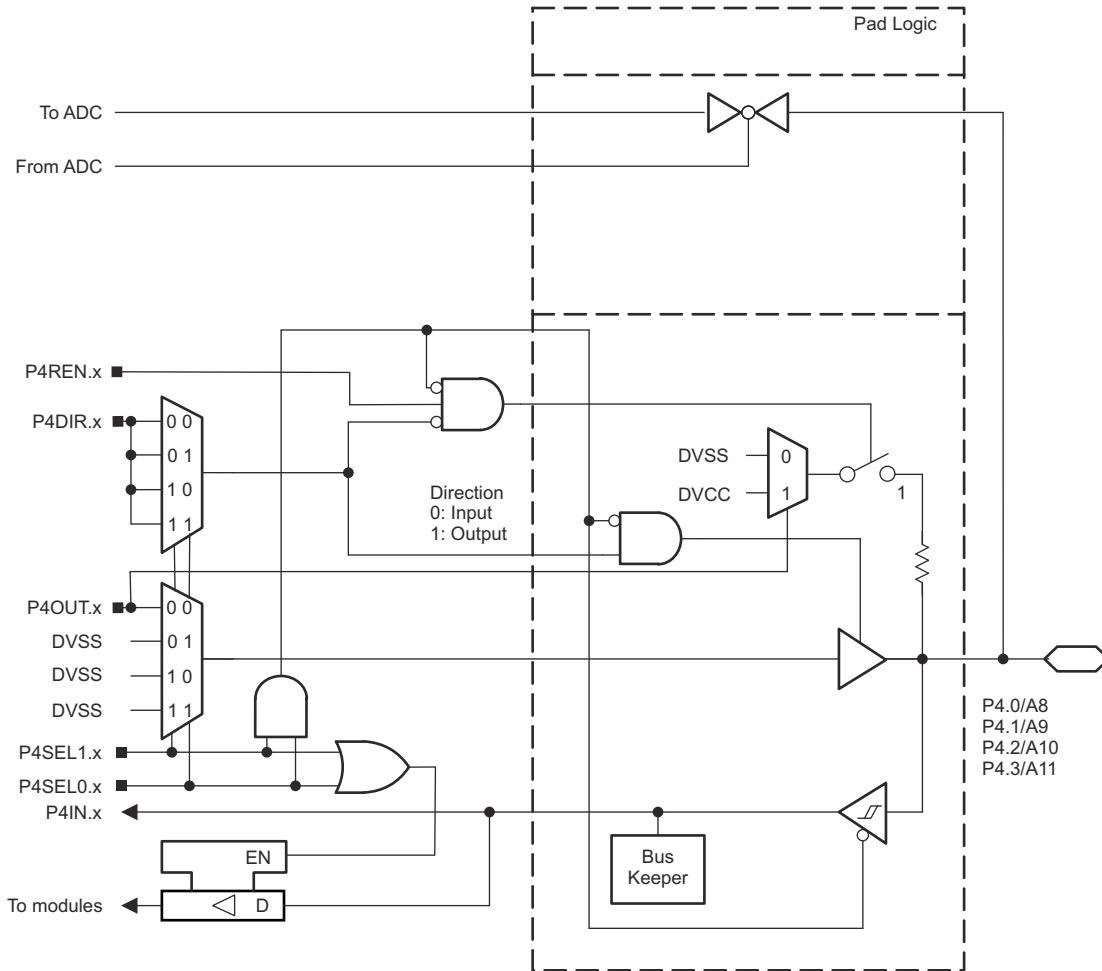 Pad Logic
To ADC
From ADC
P4REN.x
P4DIR.x
0 0
0 1
1 0
1 1
Direction
0: Input
1: Output
DVSS
0
DVCC
1
1
P4OUT.x
0 0
DVSS
0 1
DVSS
1 0
DVSS
1 1
P4.0/A8
P4.1/A9
P4.2/A10
P4.3/A11
P4SEL1.x
P4SEL0.x
P4IN.x
Bus
Keeper
EN
To modules
D